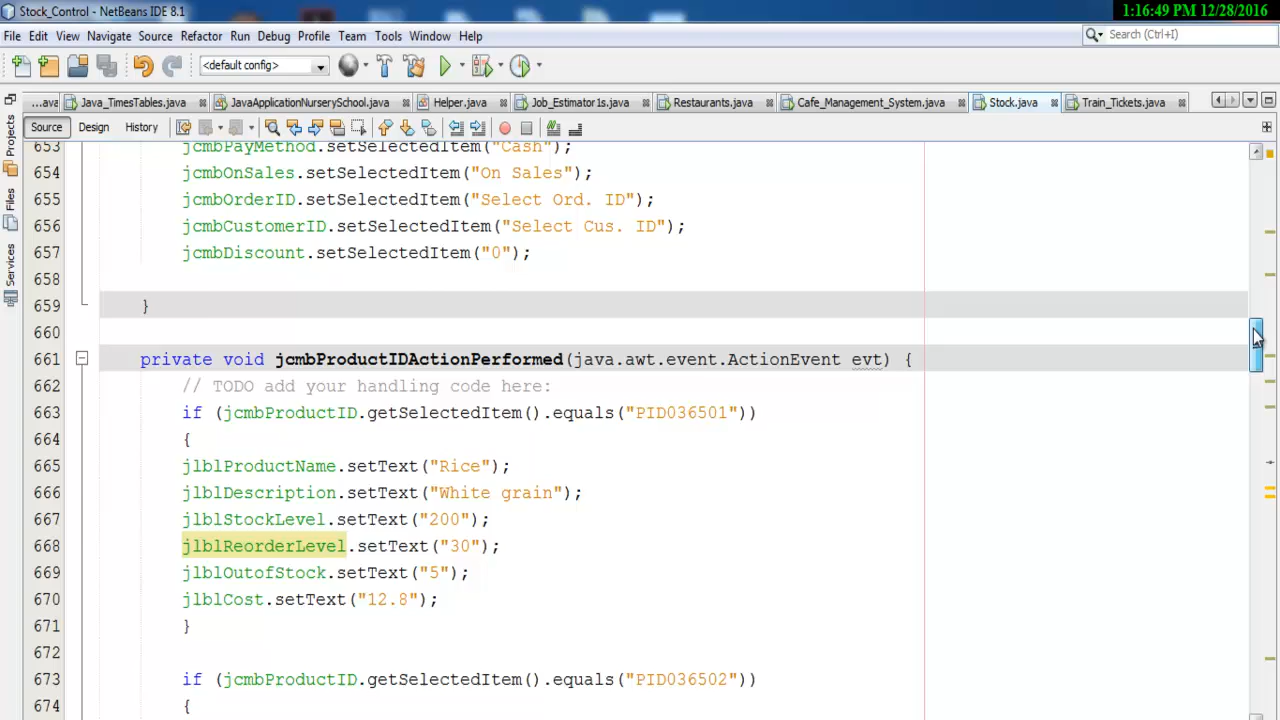 Stock_Control - NetBeans IDE 8.1
1:16:49 PM 12/28/2016
File Edit View Navigate Source Refactor Run Debug Profile Team Tools Window Help
Search (Ctrl+I)
<default config>
...ava Java_TimesTables.java JavaApplicationNurserySchool.java Helper.java Job_Estimator1s.java Restaurants.java Cafe_Management_System.java Stock.java Train_Tickets.java
Source Design History
Projects
Files
Services
653 jcmbPayMethod.setSelectedItem("Cash");
654 jcmbOnSales.setSelectedItem("On Sales");
655 jcmbOrderID.setSelectedItem("Select Ord. ID");
656 jcmbCustomerID.setSelectedItem("Select Cus. ID");
657 jcmbDiscount.setSelectedItem("0");
658
659 }
660
661 private void jcmbProductIDActionPerformed(java.awt.event.ActionEvent evt) {
662 // TODO add your handling code here:
663 if (jcmbProductID.getSelectedItem().equals("PID036501"))
664 {
665 jlblProductName.setText("Rice");
666 jlblDescription.setText("White grain");
667 jlblStockLevel.setText("200");
668 jlblReorderLevel.setText("30");
669 jlblOutofStock.setText("5");
670 jlblCost.setText("12.8");
671 }
672
673 if (jcmbProductID.getSelectedItem().equals("PID036502"))
674 {